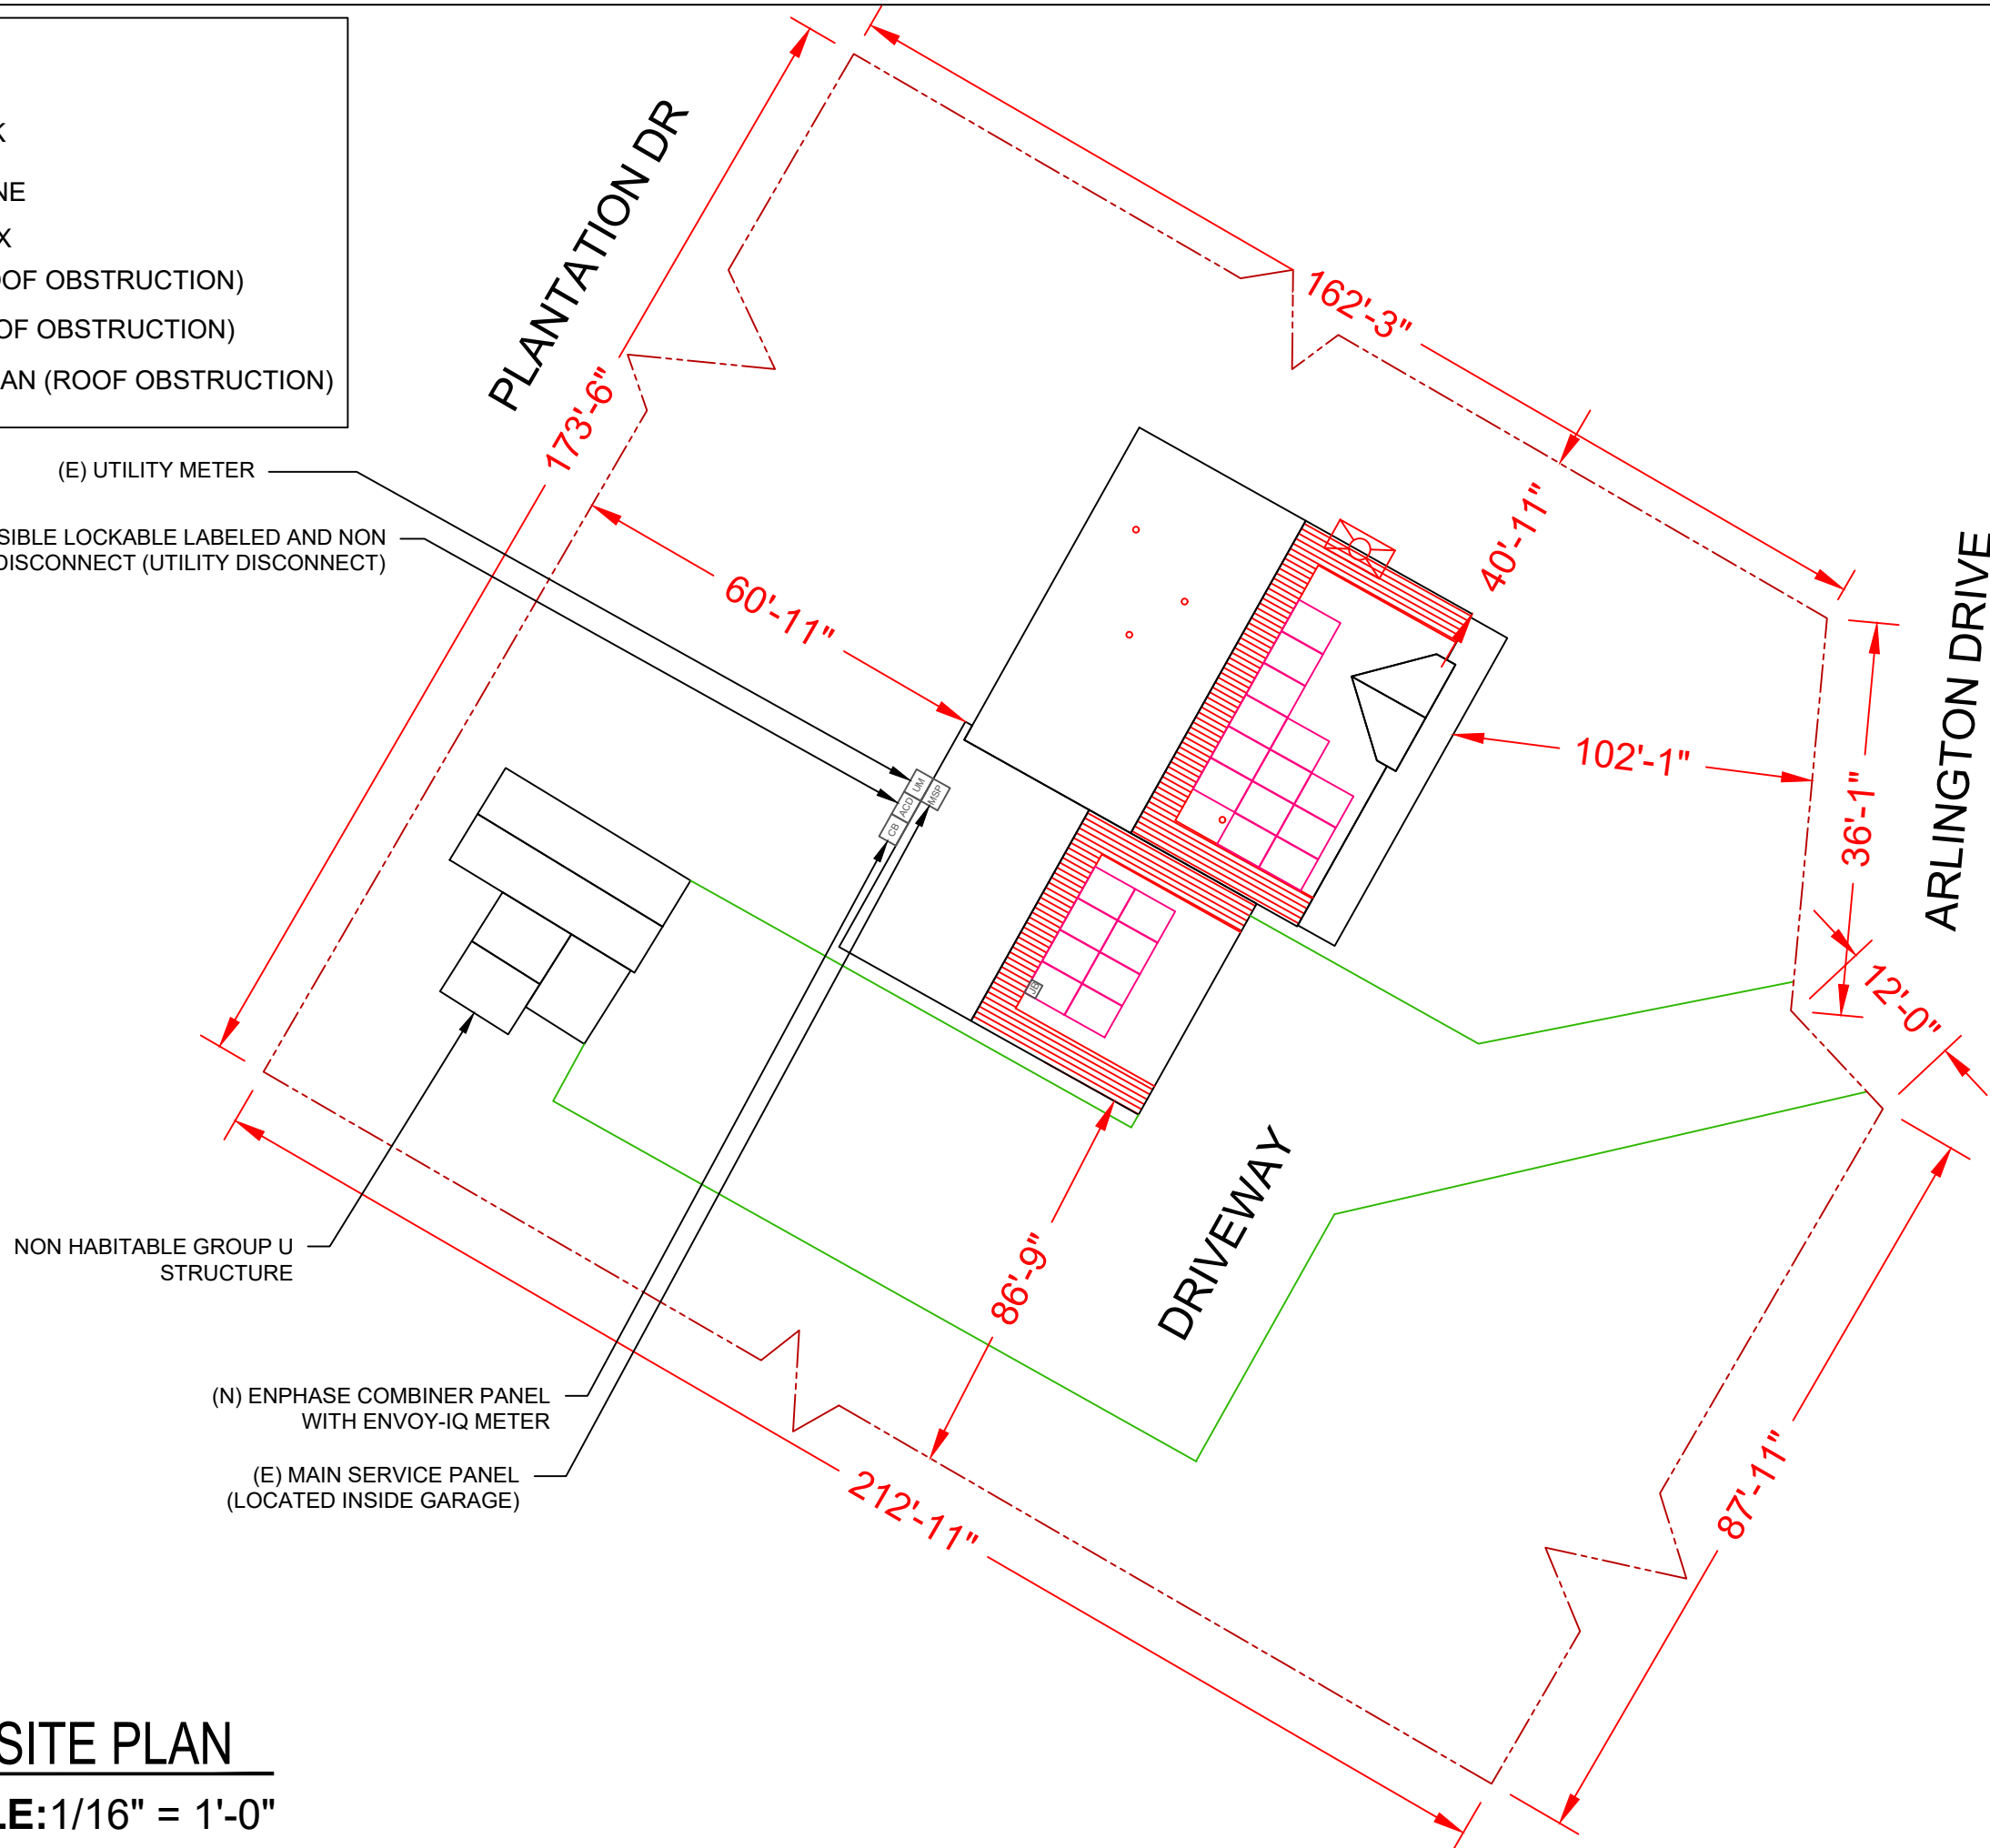 K
NE
X
OOF OBSTRUCTION)
OF OBSTRUCTION)
AN (ROOF OBSTRUCTION)
PLANTATION DR
162'-3"
173'-6"
(E) UTILITY METER
SIBLE LOCKABLE LABELED AND NON
DISCONNECT (UTILITY DISCONNECT)
60'-11"
40'-11"
ARLINGTON DRIVE
102'-1"
36'-1"
UM
MSP
ACD
CB
JB
12'-0"
DRIVEWAY
86'-9"
NON HABITABLE GROUP U
STRUCTURE
(N) ENPHASE COMBINER PANEL
WITH ENVOY-IQ METER
(E) MAIN SERVICE PANEL
(LOCATED INSIDE GARAGE)
212'-11"
87'-11"
SITE PLAN
LE:1/16" = 1'-0"